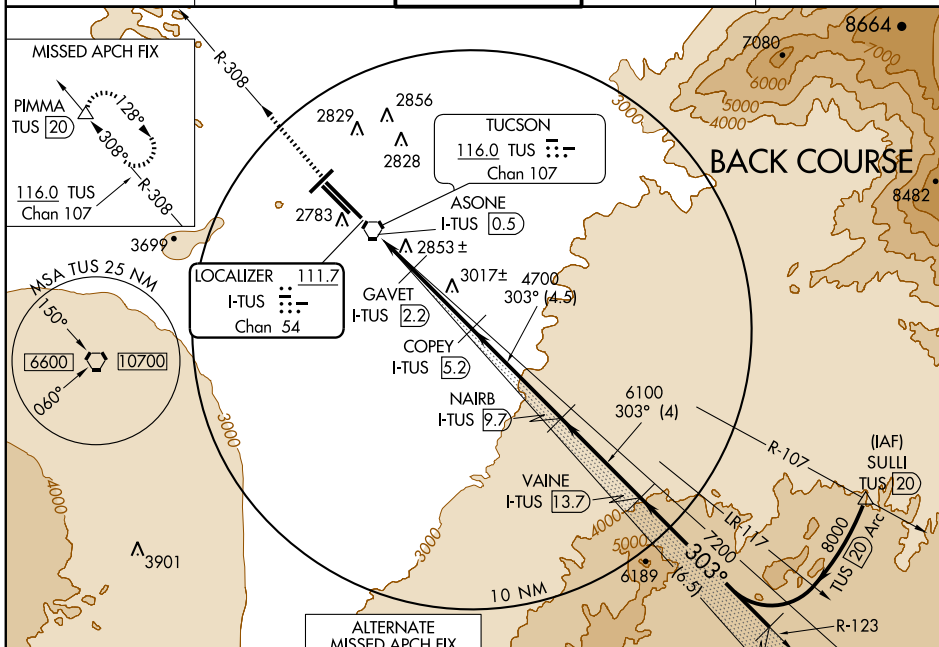 MISSED APCH FIX
PIMMA
TUS 20
128°
308°
R-308
116.0 TUS
Chan 107
R-308
2829
2856
2828
2783
3699
TUCSON
116.0 TUS
Chan 107
BACK COURSE
8664
7080
7000
6000
5000
4000
3000
8482
ASONE
I-TUS 0.5
2853 ±
3017±
LOCALIZER 111.7
I-TUS
Chan 54
GAVET
I-TUS 2.2
4700
303° (4.5)
COPEY
I-TUS 5.2
NAIRB
I-TUS 9.7
6100
303° (4)
VAINE
I-TUS 13.7
MSA TUS 25 NM
150°
6600
10700
060°
3000
4000
3901
3000
4000
5000
6189
10 NM
R-107
(IAF)
SULLI
TUS 20
LR-117
7200
303°
(6.5)
8000
TUS 20 Arc
R-123
ALTERNATE
MISSED APCH FIX